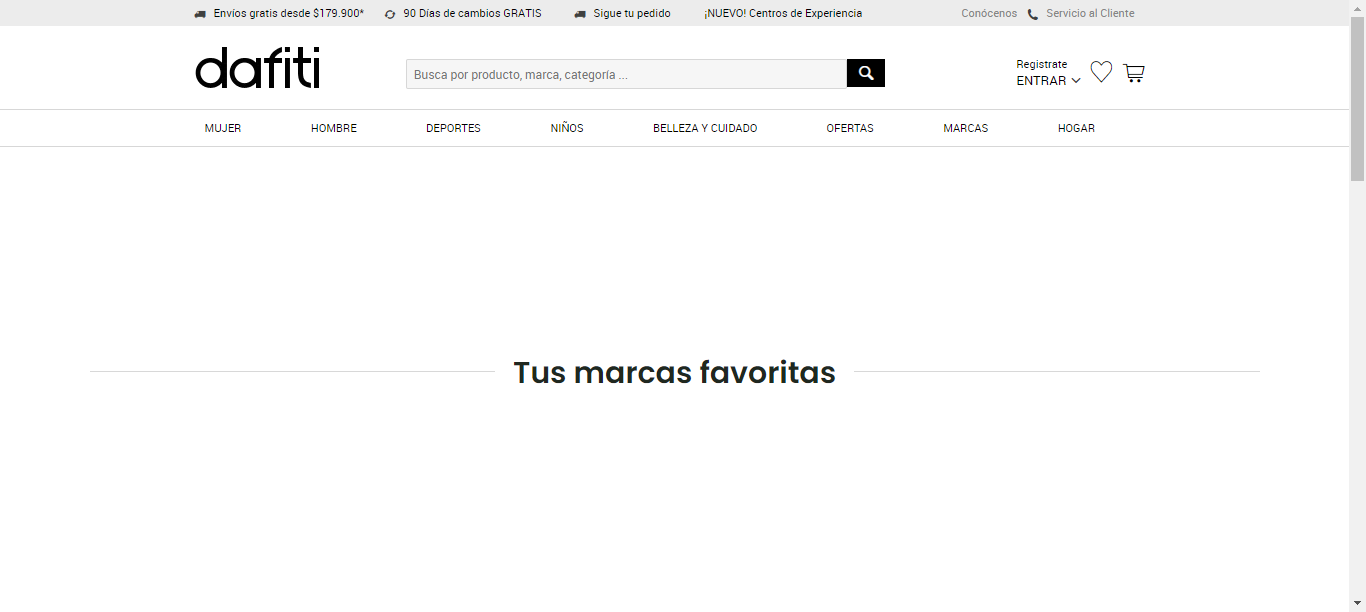 Envíos gratis desde $179.900*
90 Días de cambios GRATIS
Sigue tu pedido
¡NUEVO! Centros de Experiencia
Conócenos
Servicio al Cliente
dafiti
Busca por producto, marca, categoría ...
Registrate
ENTRAR
MUJER
HOMBRE
DEPORTES
NIÑOS
BELLEZA Y CUIDADO
OFERTAS
MARCAS
HOGAR
Tus marcas favoritas